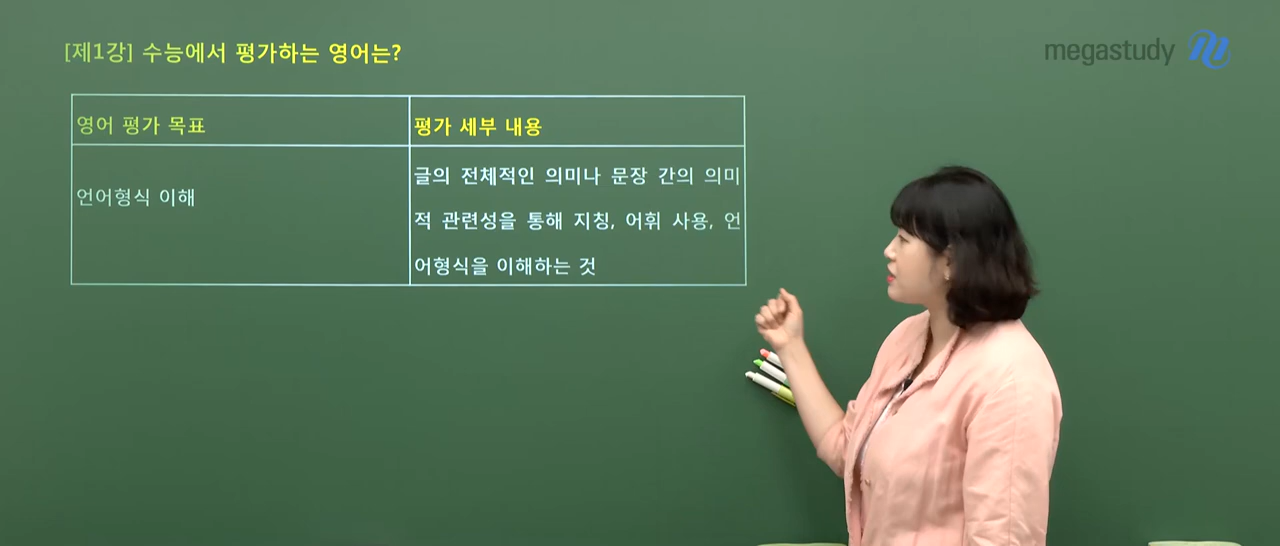 [제1강] 수능에서 평가하는 영어는?
megastudy
영어 평가 목표
평가 세부 내용
언어형식 이해
글의 전체적인 의미나 문장 간의 의미
적 관련성을 통해 지칭, 어휘 사용, 언
어형식을 이해하는 것